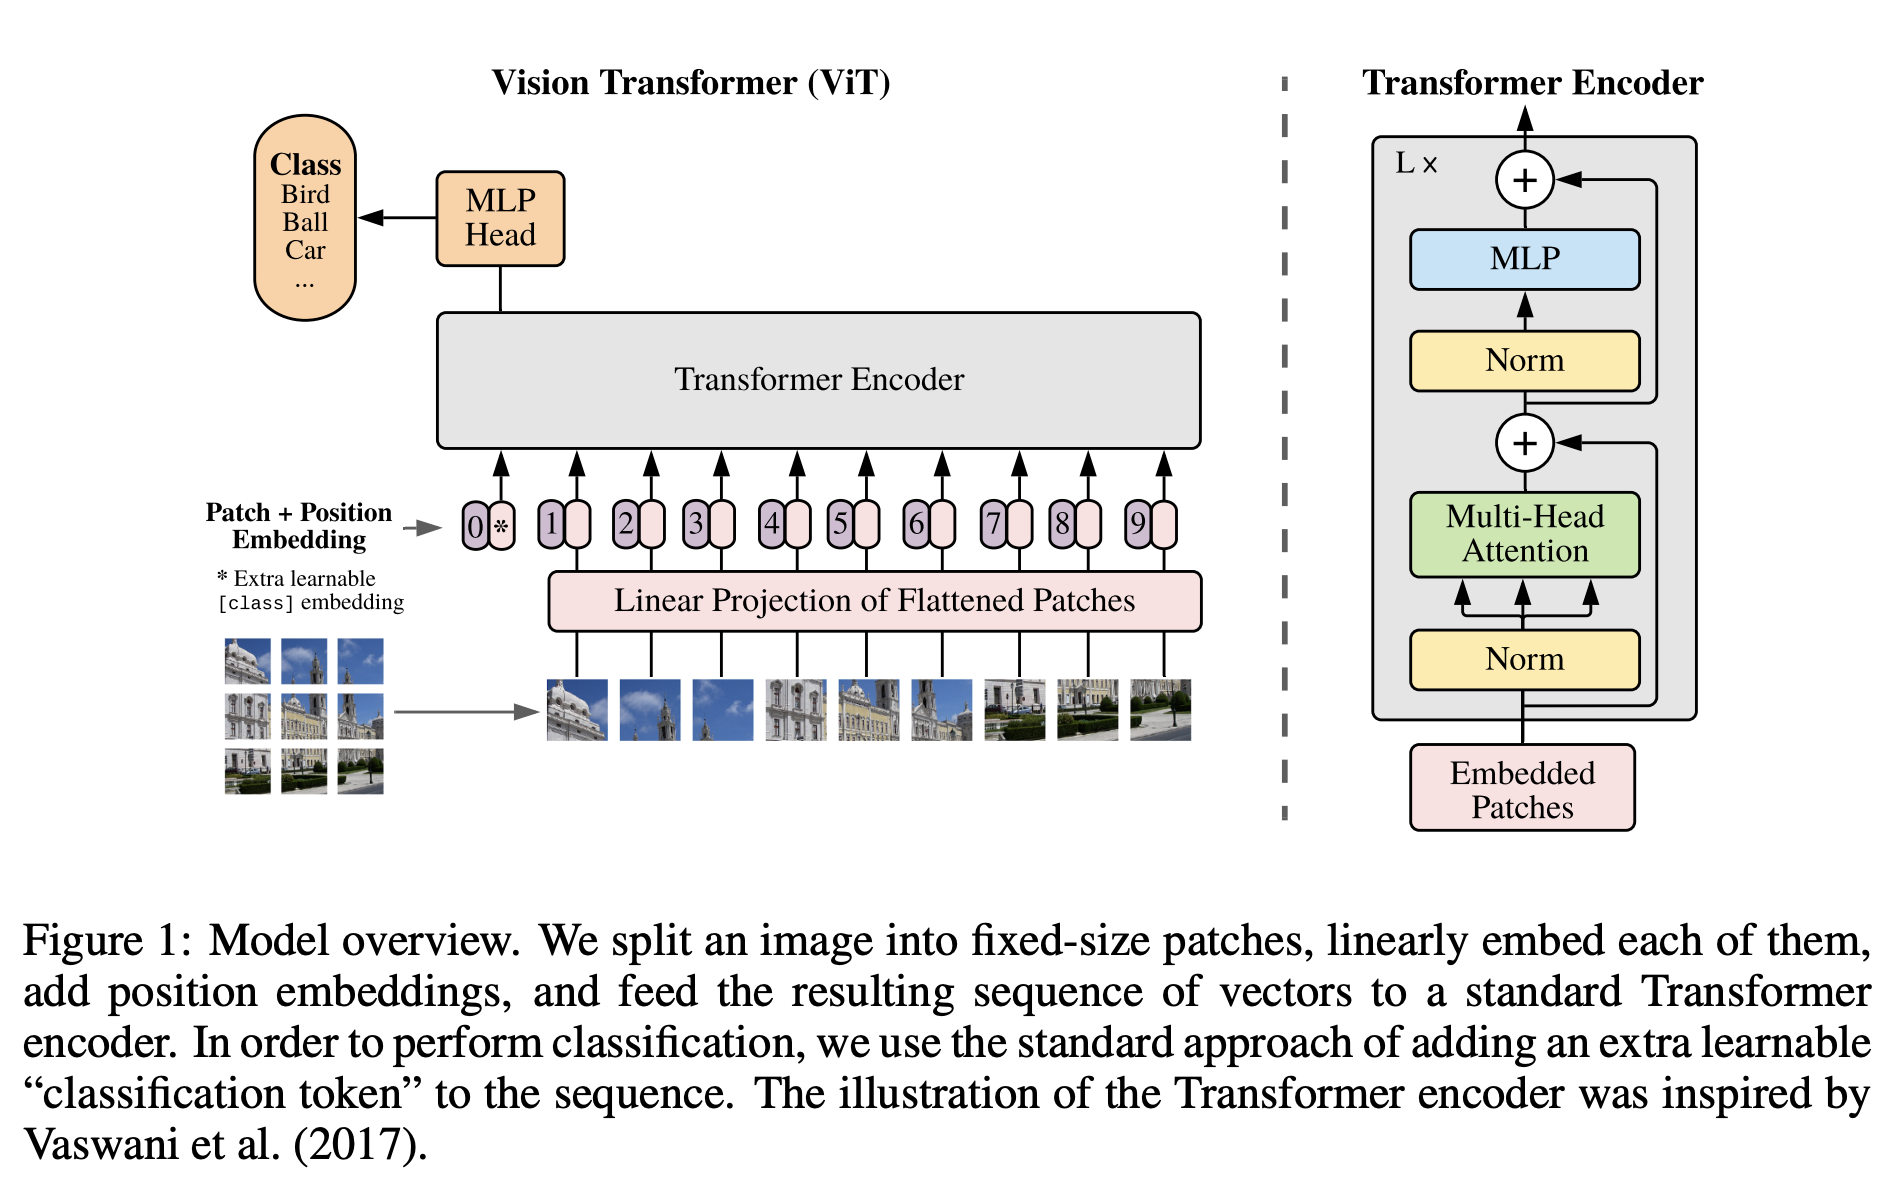 Vision Transformer (ViT)
Class
Bird
Ball
Car
...
MLP
Head
Transformer Encoder
Patch + Position
Embedding
0 * 1 2 3 4 5 6 7 8 9
* Extra learnable
[class] embedding
Linear Projection of Flattened Patches
Transformer Encoder
L x
+
MLP
Norm
+
Multi-Head
Attention
Norm
Embedded
Patches
Figure 1: Model overview. We split an image into fixed-size patches, linearly embed each of them,
add position embeddings, and feed the resulting sequence of vectors to a standard Transformer
encoder. In order to perform classification, we use the standard approach of adding an extra learnable
“classification token” to the sequence. The illustration of the Transformer encoder was inspired by
Vaswani et al. (2017).